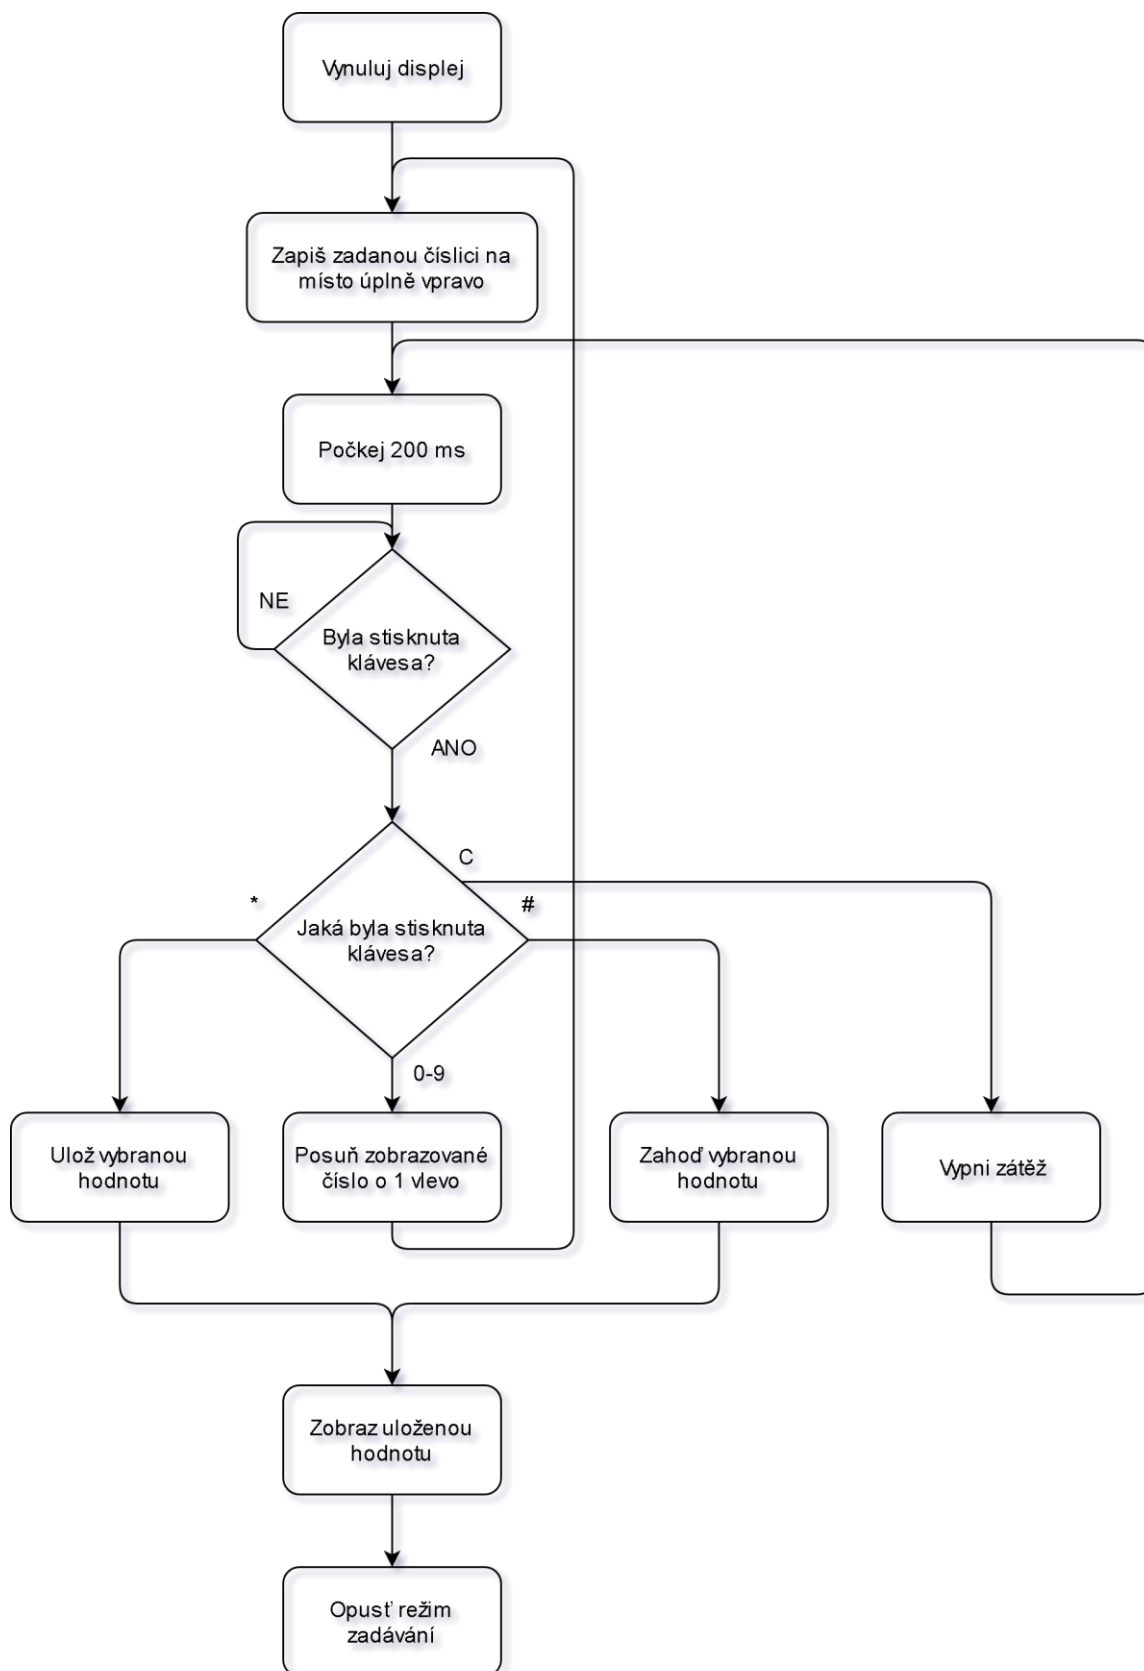 Vynuluj displej
Zapiš zadanou číslici na
místo úplně vpravo
Počkej 200 ms
NE
Byla stisknuta
klávesa?
ANO
C
*
#
Jaká byla stisknuta
klávesa?
0-9
Ulož vybranou
hodnotu
Posuň zobrazované
číslo o 1 vlevo
Zahoď vybranou
hodnotu
Vypni zátěž
Zobraz uloženou
hodnotu
Opusť režim
zadávání